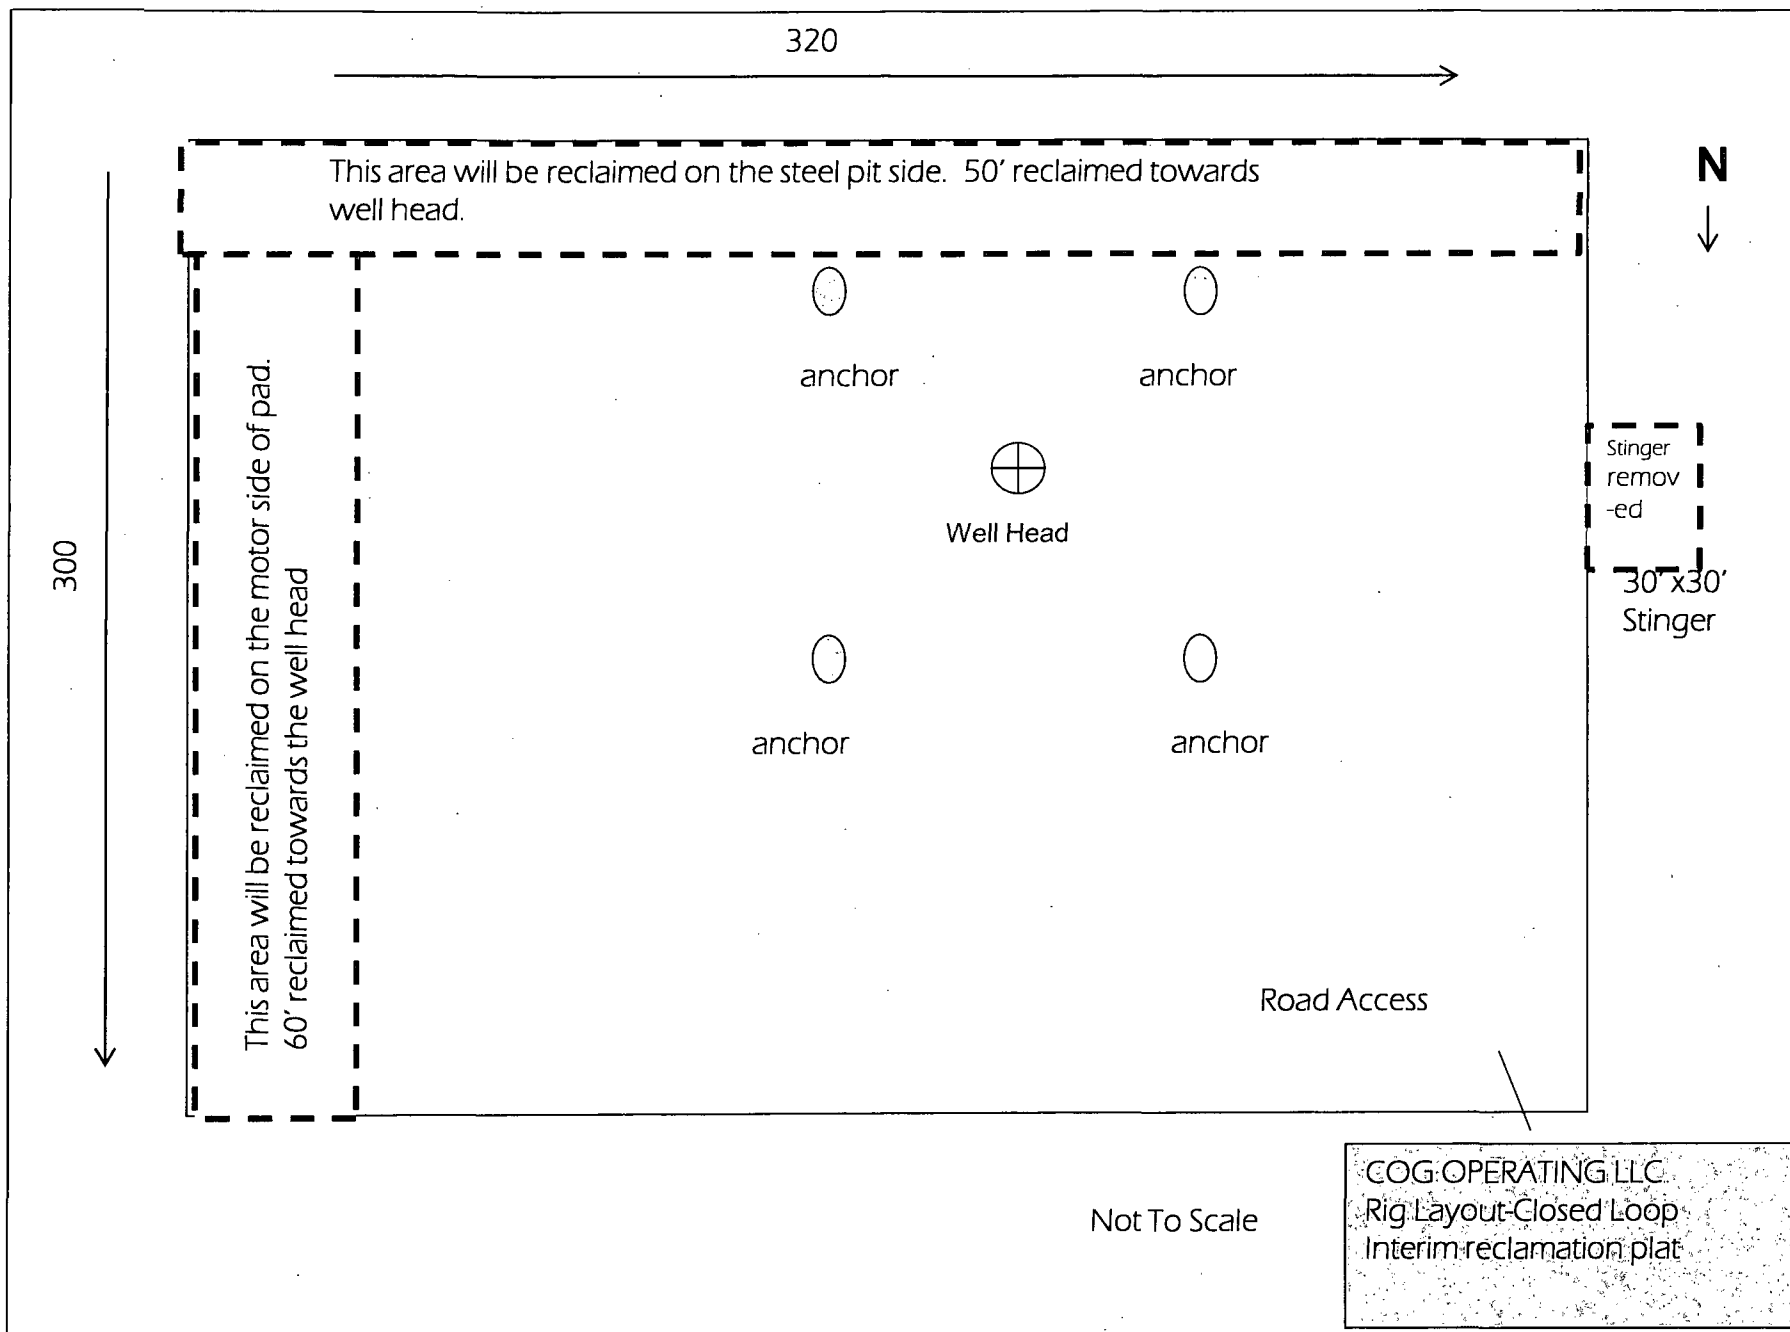 320
This area will be reclaimed on the steel pit side. 50' reclaimed towards
well head.
N
anchor
anchor
This area will be reclaimed on the motor side of pad.
60' reclaimed towards the well head
300
Well Head
Stinger
remov
-ed
30' x30'
Stinger
anchor
anchor
Road Access
Not To Scale
COG OPERATING LLC
Rig Layout-Closed Loop
Interim reclamation plat